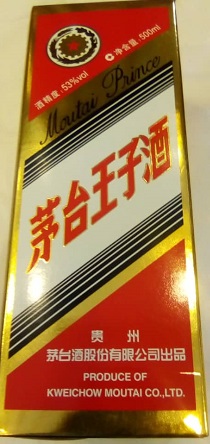 酒精度:53%vol
净含量:500ml
Moutai Prince
茅台王子酒
贵州
茅台酒股份有限公司出品
PRODUCE OF
KWEICHOW MOUTAI CO.,LTD.